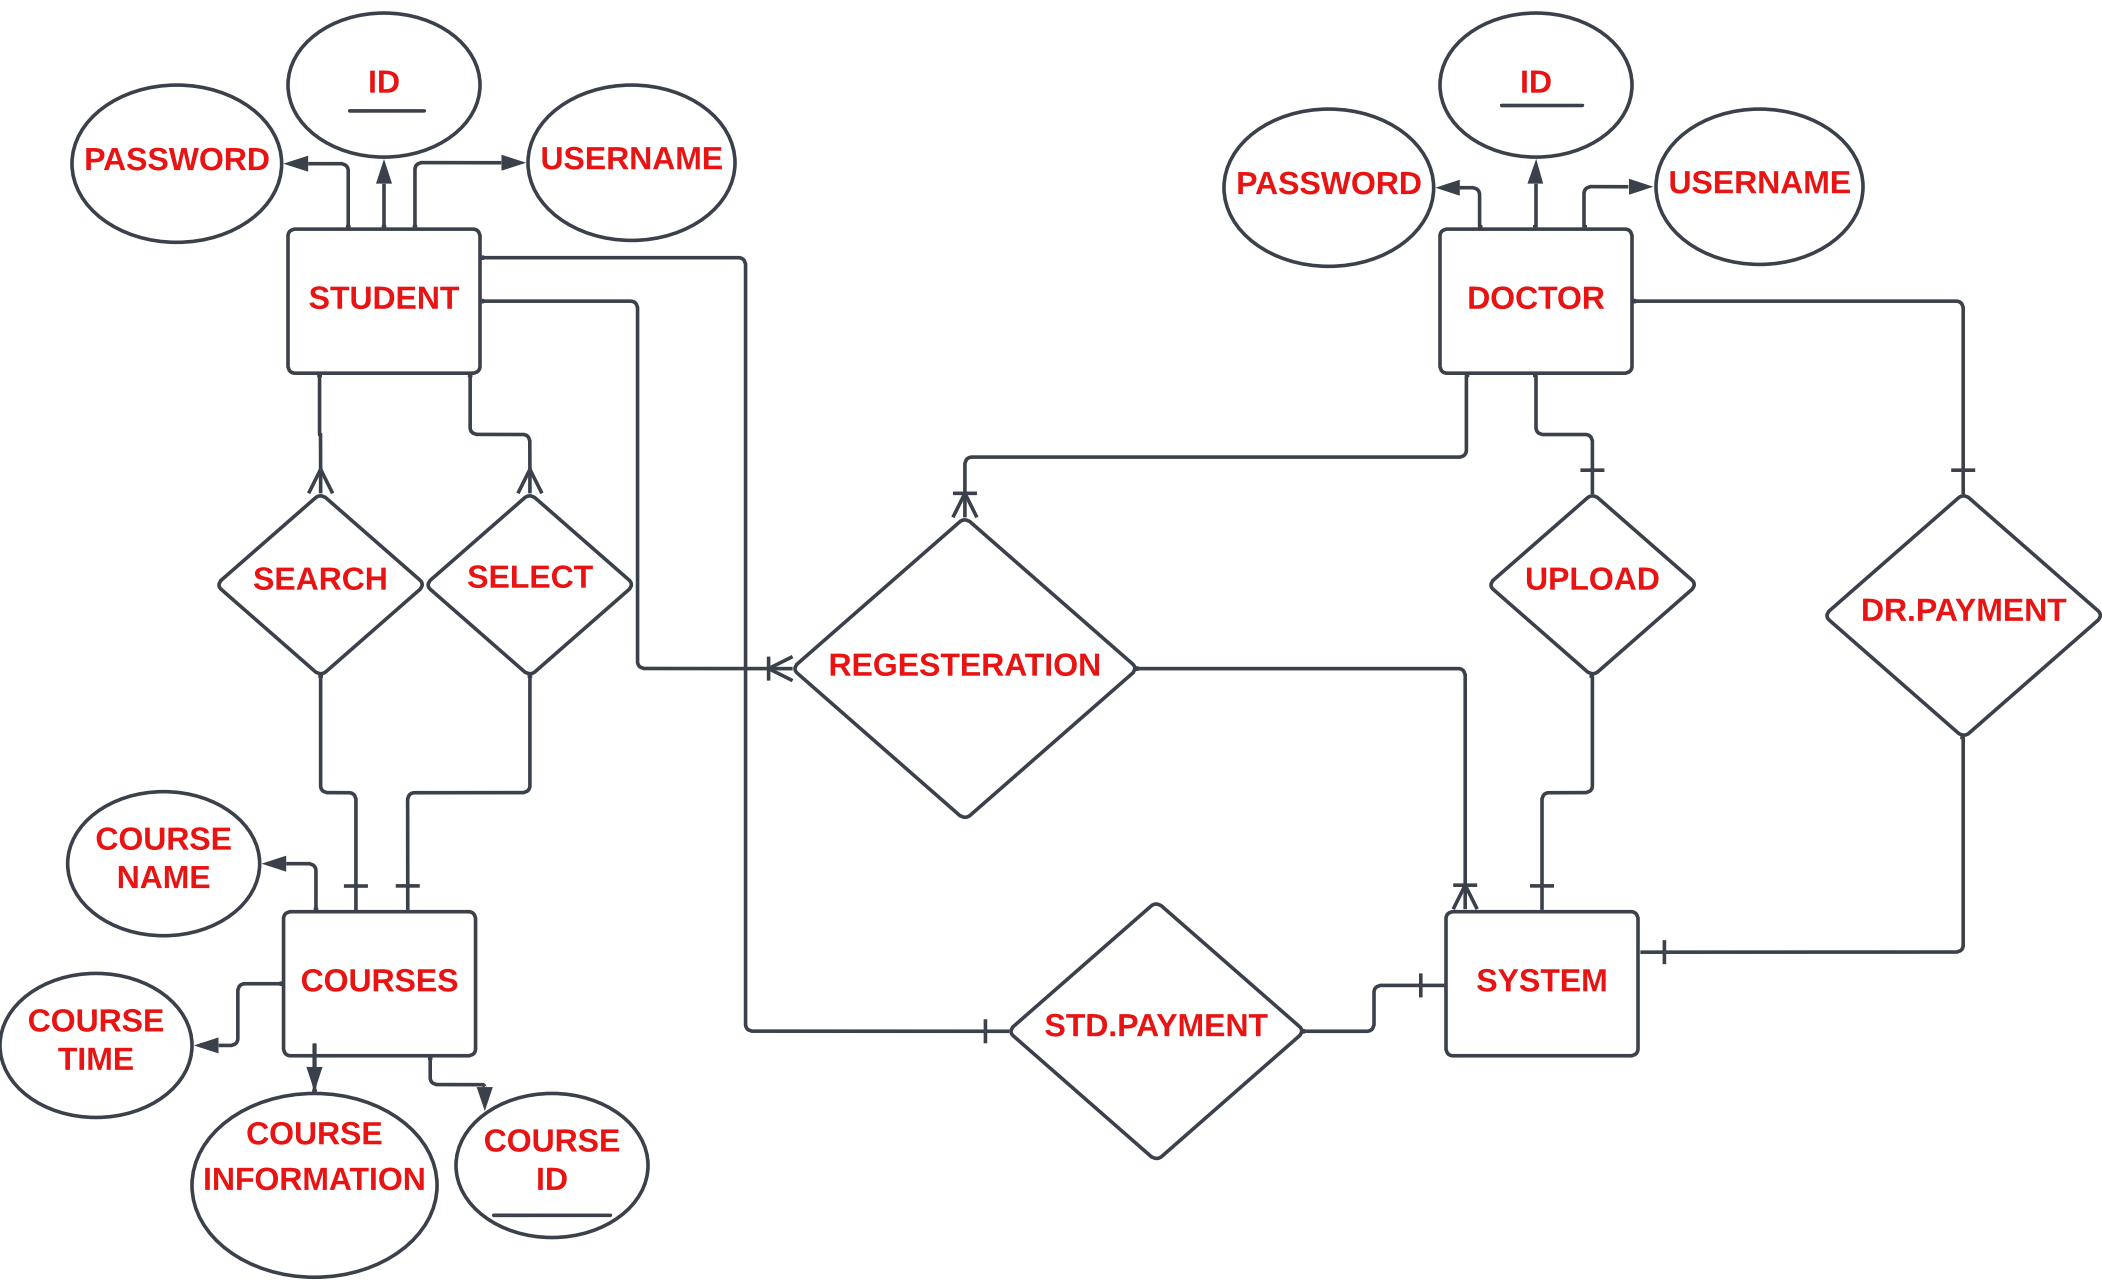 ID
ID
PASSWORD
USERNAME
PASSWORD
USERNAME
STUDENT
DOCTOR
SEARCH
SELECT
UPLOAD
DR.PAYMENT
REGESTERATION
COURSE
NAME
COURSES
SYSTEM
COURSE
TIME
STD.PAYMENT
COURSE
INFORMATION
COURSE
ID